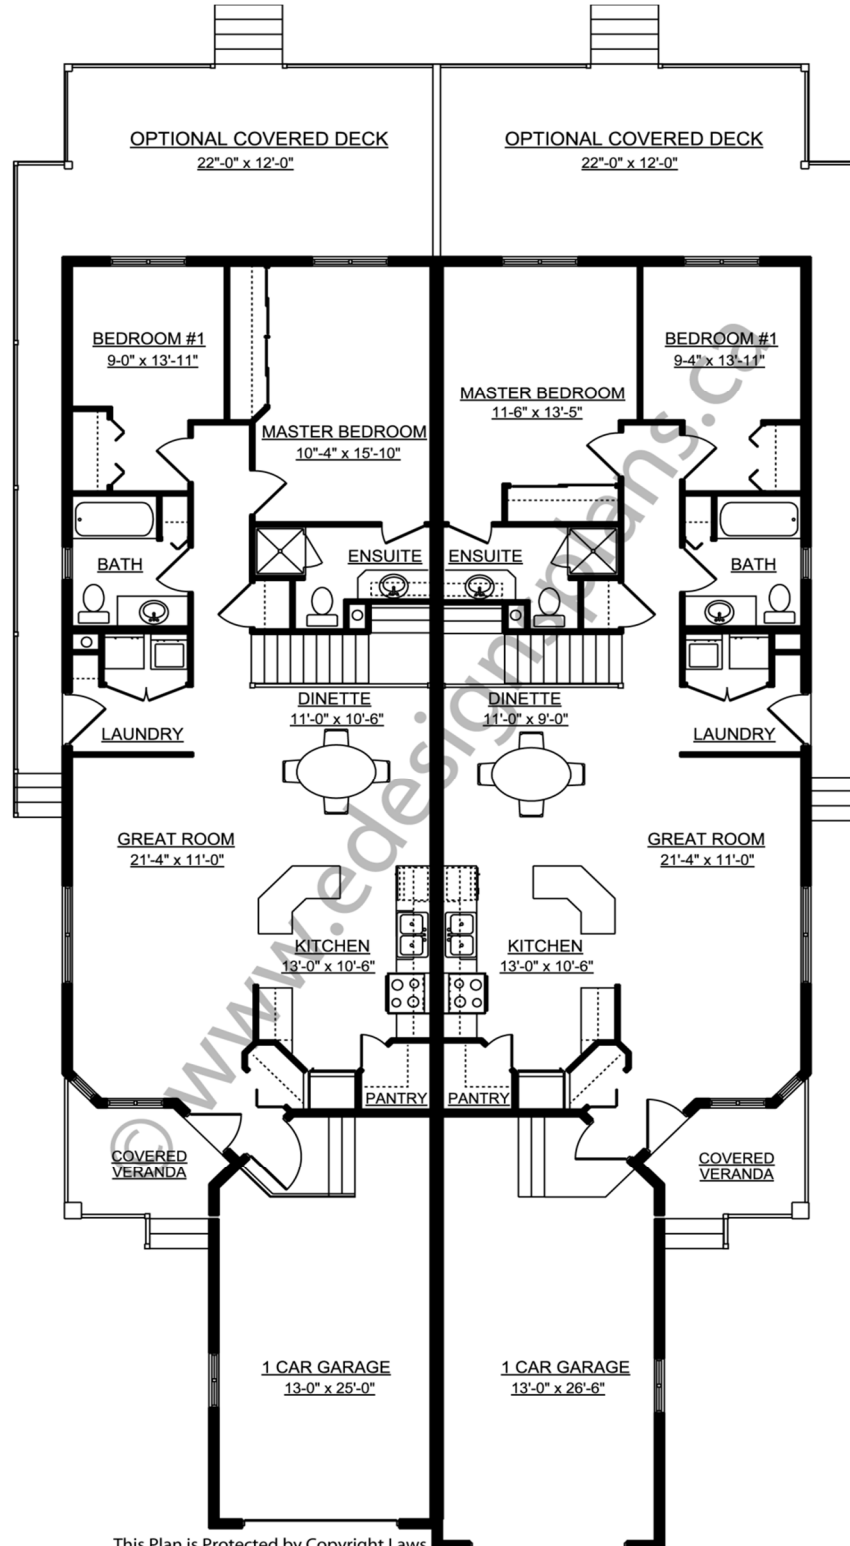 OPTIONAL COVERED DECK
22"-0" x 12'-0"
OPTIONAL COVERED DECK
22"-0" x 12'-0"
BEDROOM #1
9-0" x 13'-11"
MASTER BEDROOM
10"-4" x 15'-10"
MASTER BEDROOM
11'-6" x 13'-5"
BEDROOM #1
9'-4" x 13'-11"
BATH
ENSUITE
ENSUITE
BATH
LAUNDRY
DINETTE
11'-0" x 10'-6"
DINETTE
11'-0" x 9'-0"
LAUNDRY
GREAT ROOM
21'-4" x 11'-0"
GREAT ROOM
21'-4" x 11'-0"
KITCHEN
13'-0" x 10'-6"
KITCHEN
13'-0" x 10'-6"
PANTRY
PANTRY
COVERED
VERANDA
COVERED
VERANDA
1 CAR GARAGE
13-0" x 25'-0"
1 CAR GARAGE
13'-0" x 26'-6"
© www.edesignsplans.ca
This Plan is Protected by Copyright Laws